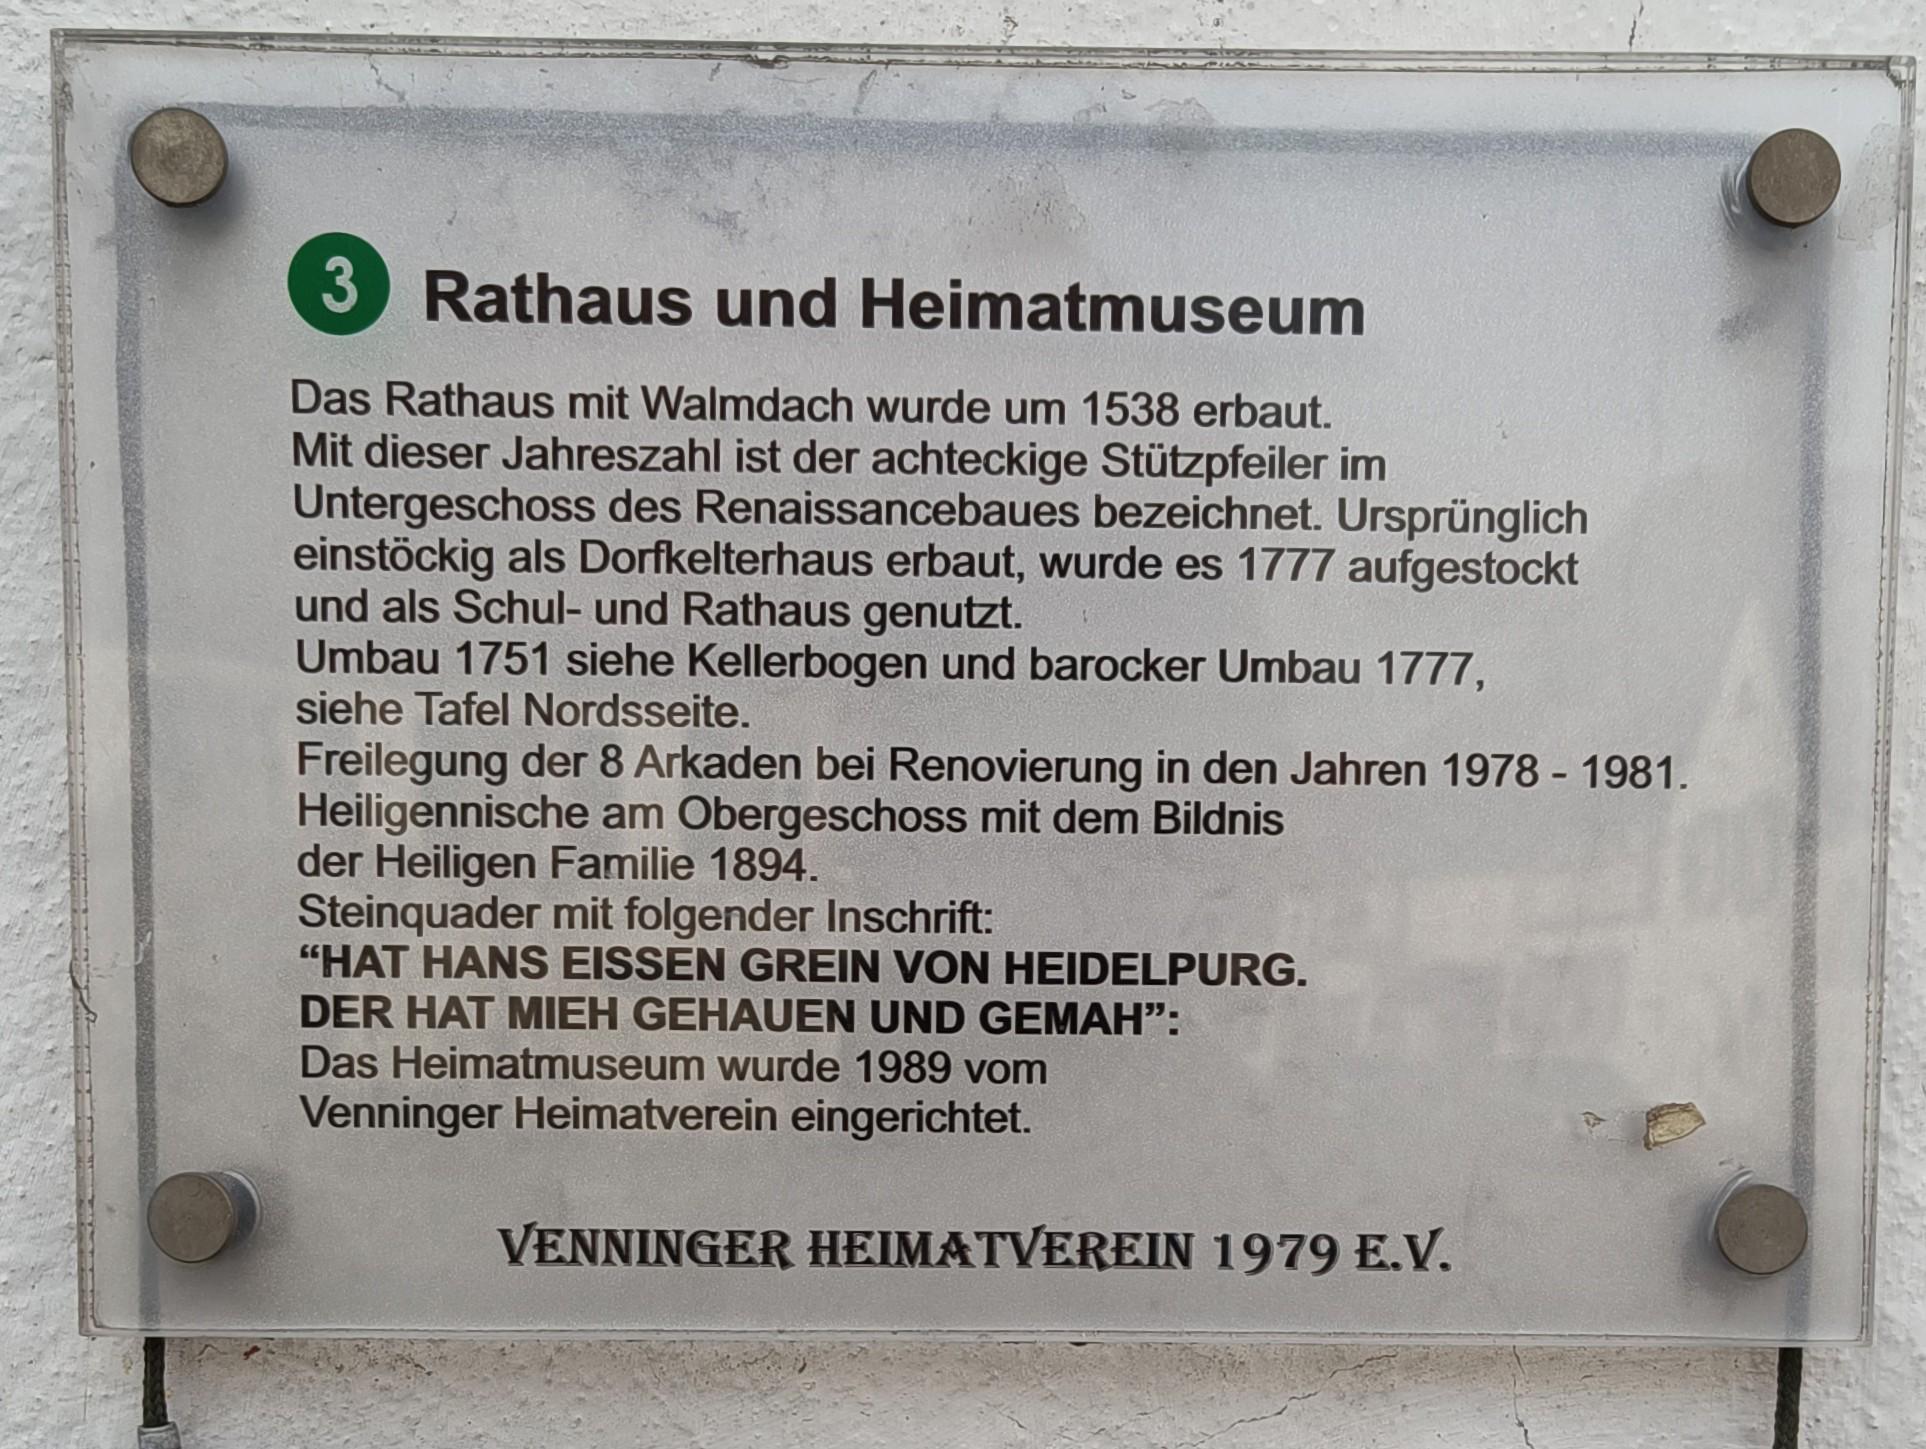 3 Rathaus und Heimatmuseum
Das Rathaus mit Walmdach wurde um 1538 erbaut.
Mit dieser Jahreszahl ist der achteckige Stützpfeiler im
Untergeschoss des Renaissancebaues bezeichnet. Ursprünglich
einstöckig als Dorfkelterhaus erbaut, wurde es 1777 aufgestockt
und als Schul- und Rathaus genutzt.
Umbau 1751 siehe Kellerbogen und barocker Umbau 1777,
siehe Tafel Nordsseite.
Freilegung der 8 Arkaden bei Renovierung in den Jahren 1978 - 1981.
Heiligennische am Obergeschoss mit dem Bildnis
der Heiligen Familie 1894.
Steinquader mit folgender Inschrift:
“HAT HANS EISSEN GREIN VON HEIDELPURG.
DER HAT MIEH GEHAUEN UND GEMAH”:
Das Heimatmuseum wurde 1989 vom
Venninger Heimatverein eingerichtet.
VENNINGER HEIMATVEREIN 1979 E.V.